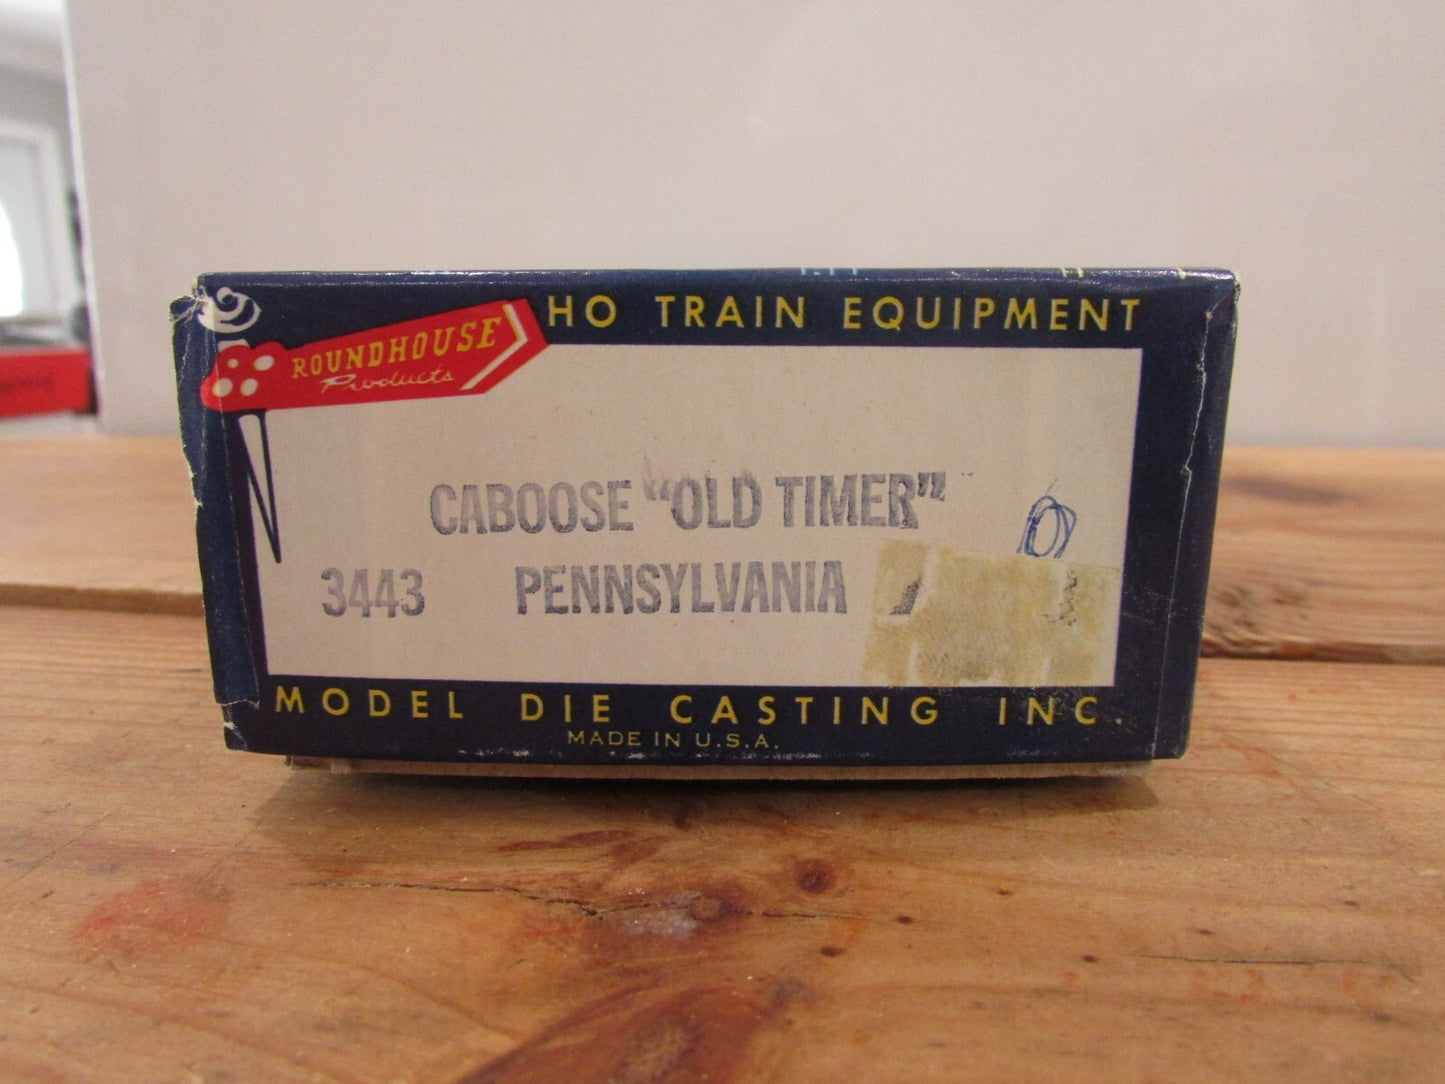 HO TRAIN EQUIPMENT
ROUNDHOUSE
Products
CABOOSE "OLD TIMER"
3443 PENNSYLVANIA
MODEL DIE CASTING INC.
MADE IN U.S.A.